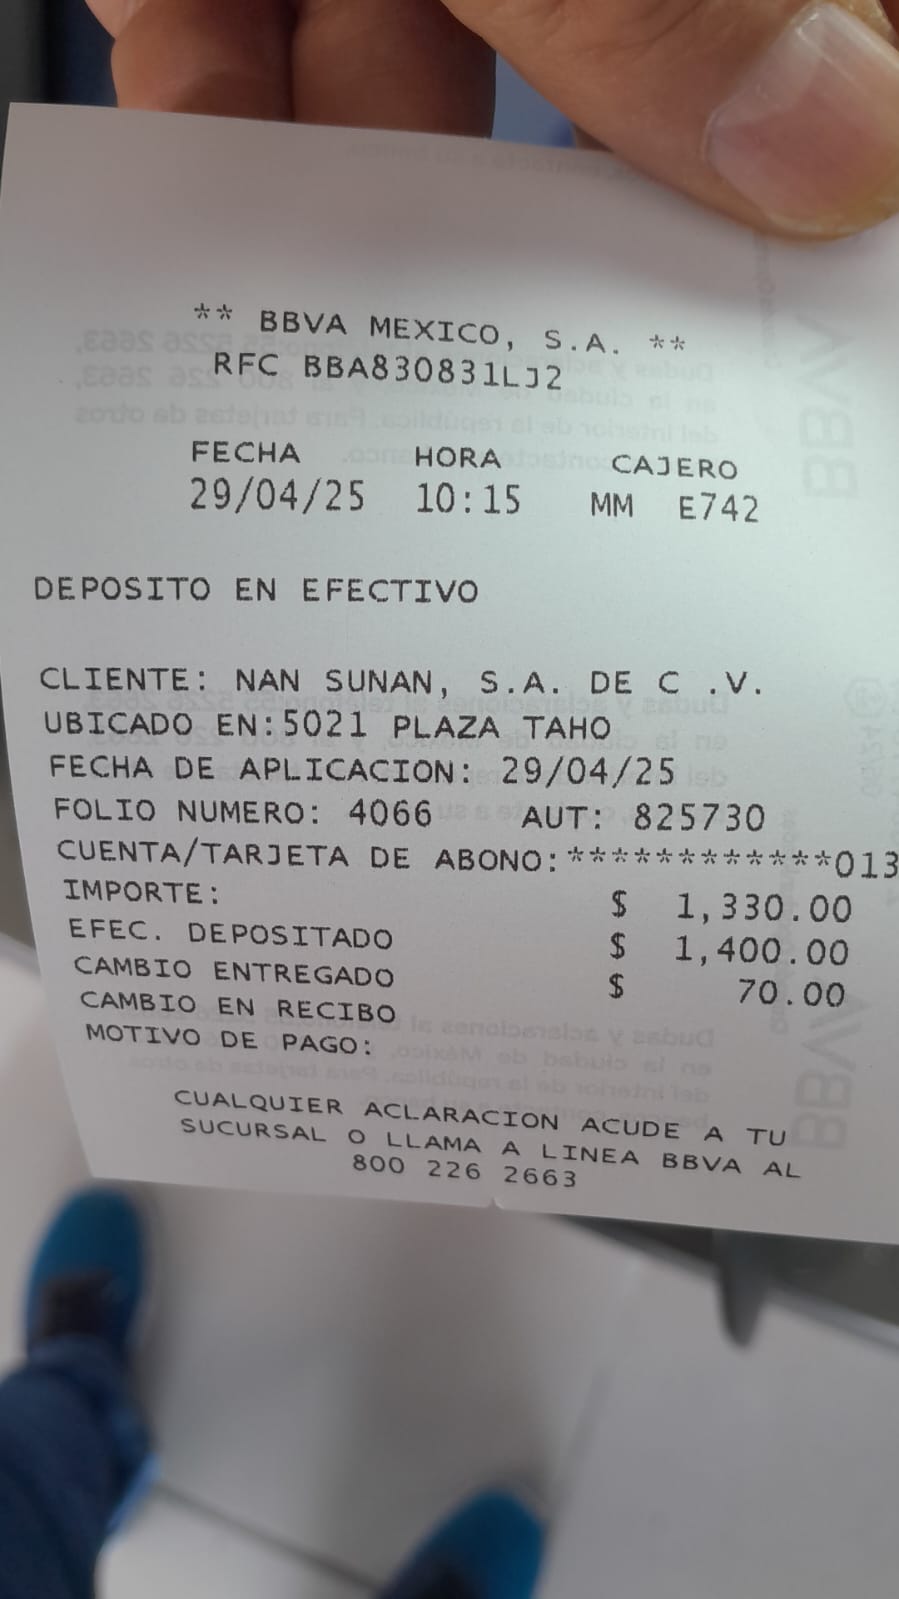 ** BBVA MEXICO, S.A. **
RFC BBA830831LJ2
FECHA HORA CAJERO
29/04/25 10:15 MM E742
DEPOSITO EN EFECTIVO
CLIENTE: NAN SUNAN, S.A. DE C .V.
UBICADO EN:5021 PLAZA TAHO
FECHA DE APLICACION: 29/04/25
FOLIO NUMERO: 4066 AUT: 825730
CUENTA/TARJETA DE ABONO:************013
IMPORTE: $ 1,330.00
EFEC. DEPOSITADO $ 1,400.00
CAMBIO ENTREGADO $ 70.00
CAMBIO EN RECIBO
MOTIVO DE PAGO:
CUALQUIER ACLARACION ACUDE A TU
SUCURSAL O LLAMA A LINEA BBVA AL
800 226 2663